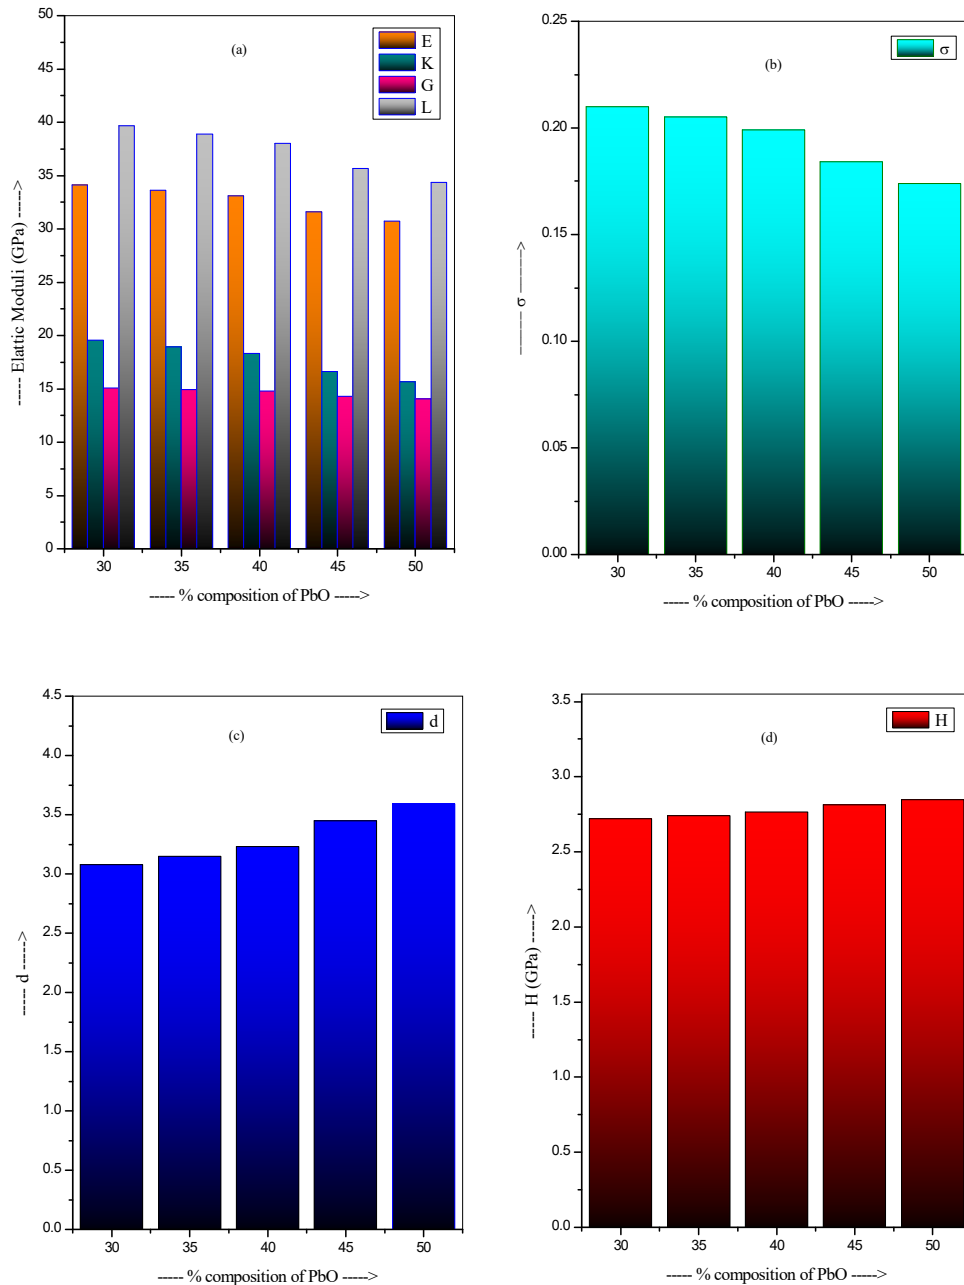 50
45
40
35
30
25
20
15
10
5
0
----- Elattic Moduli (GPa) ----->
(a)
E
K
G
L
30 35 40 45 50
----- % composition of PbO ----->
0.25
0.20
0.15
0.10
0.05
0.00
——— σ ———>
(b)
σ
30 35 40 45 50
----- % composition of PbO ----->
4.5
4.0
3.5
3.0
2.5
2.0
1.5
1.0
0.5
0.0
----- d ----->
(c)
d
30 35 40 45 50
----- % composition of PbO ----->
3.5
3.0
2.5
2.0
1.5
1.0
0.5
0.0
----- H (GPa) ----->
(d)
H
30 35 40 45 50
----- % composition of PbO ----->